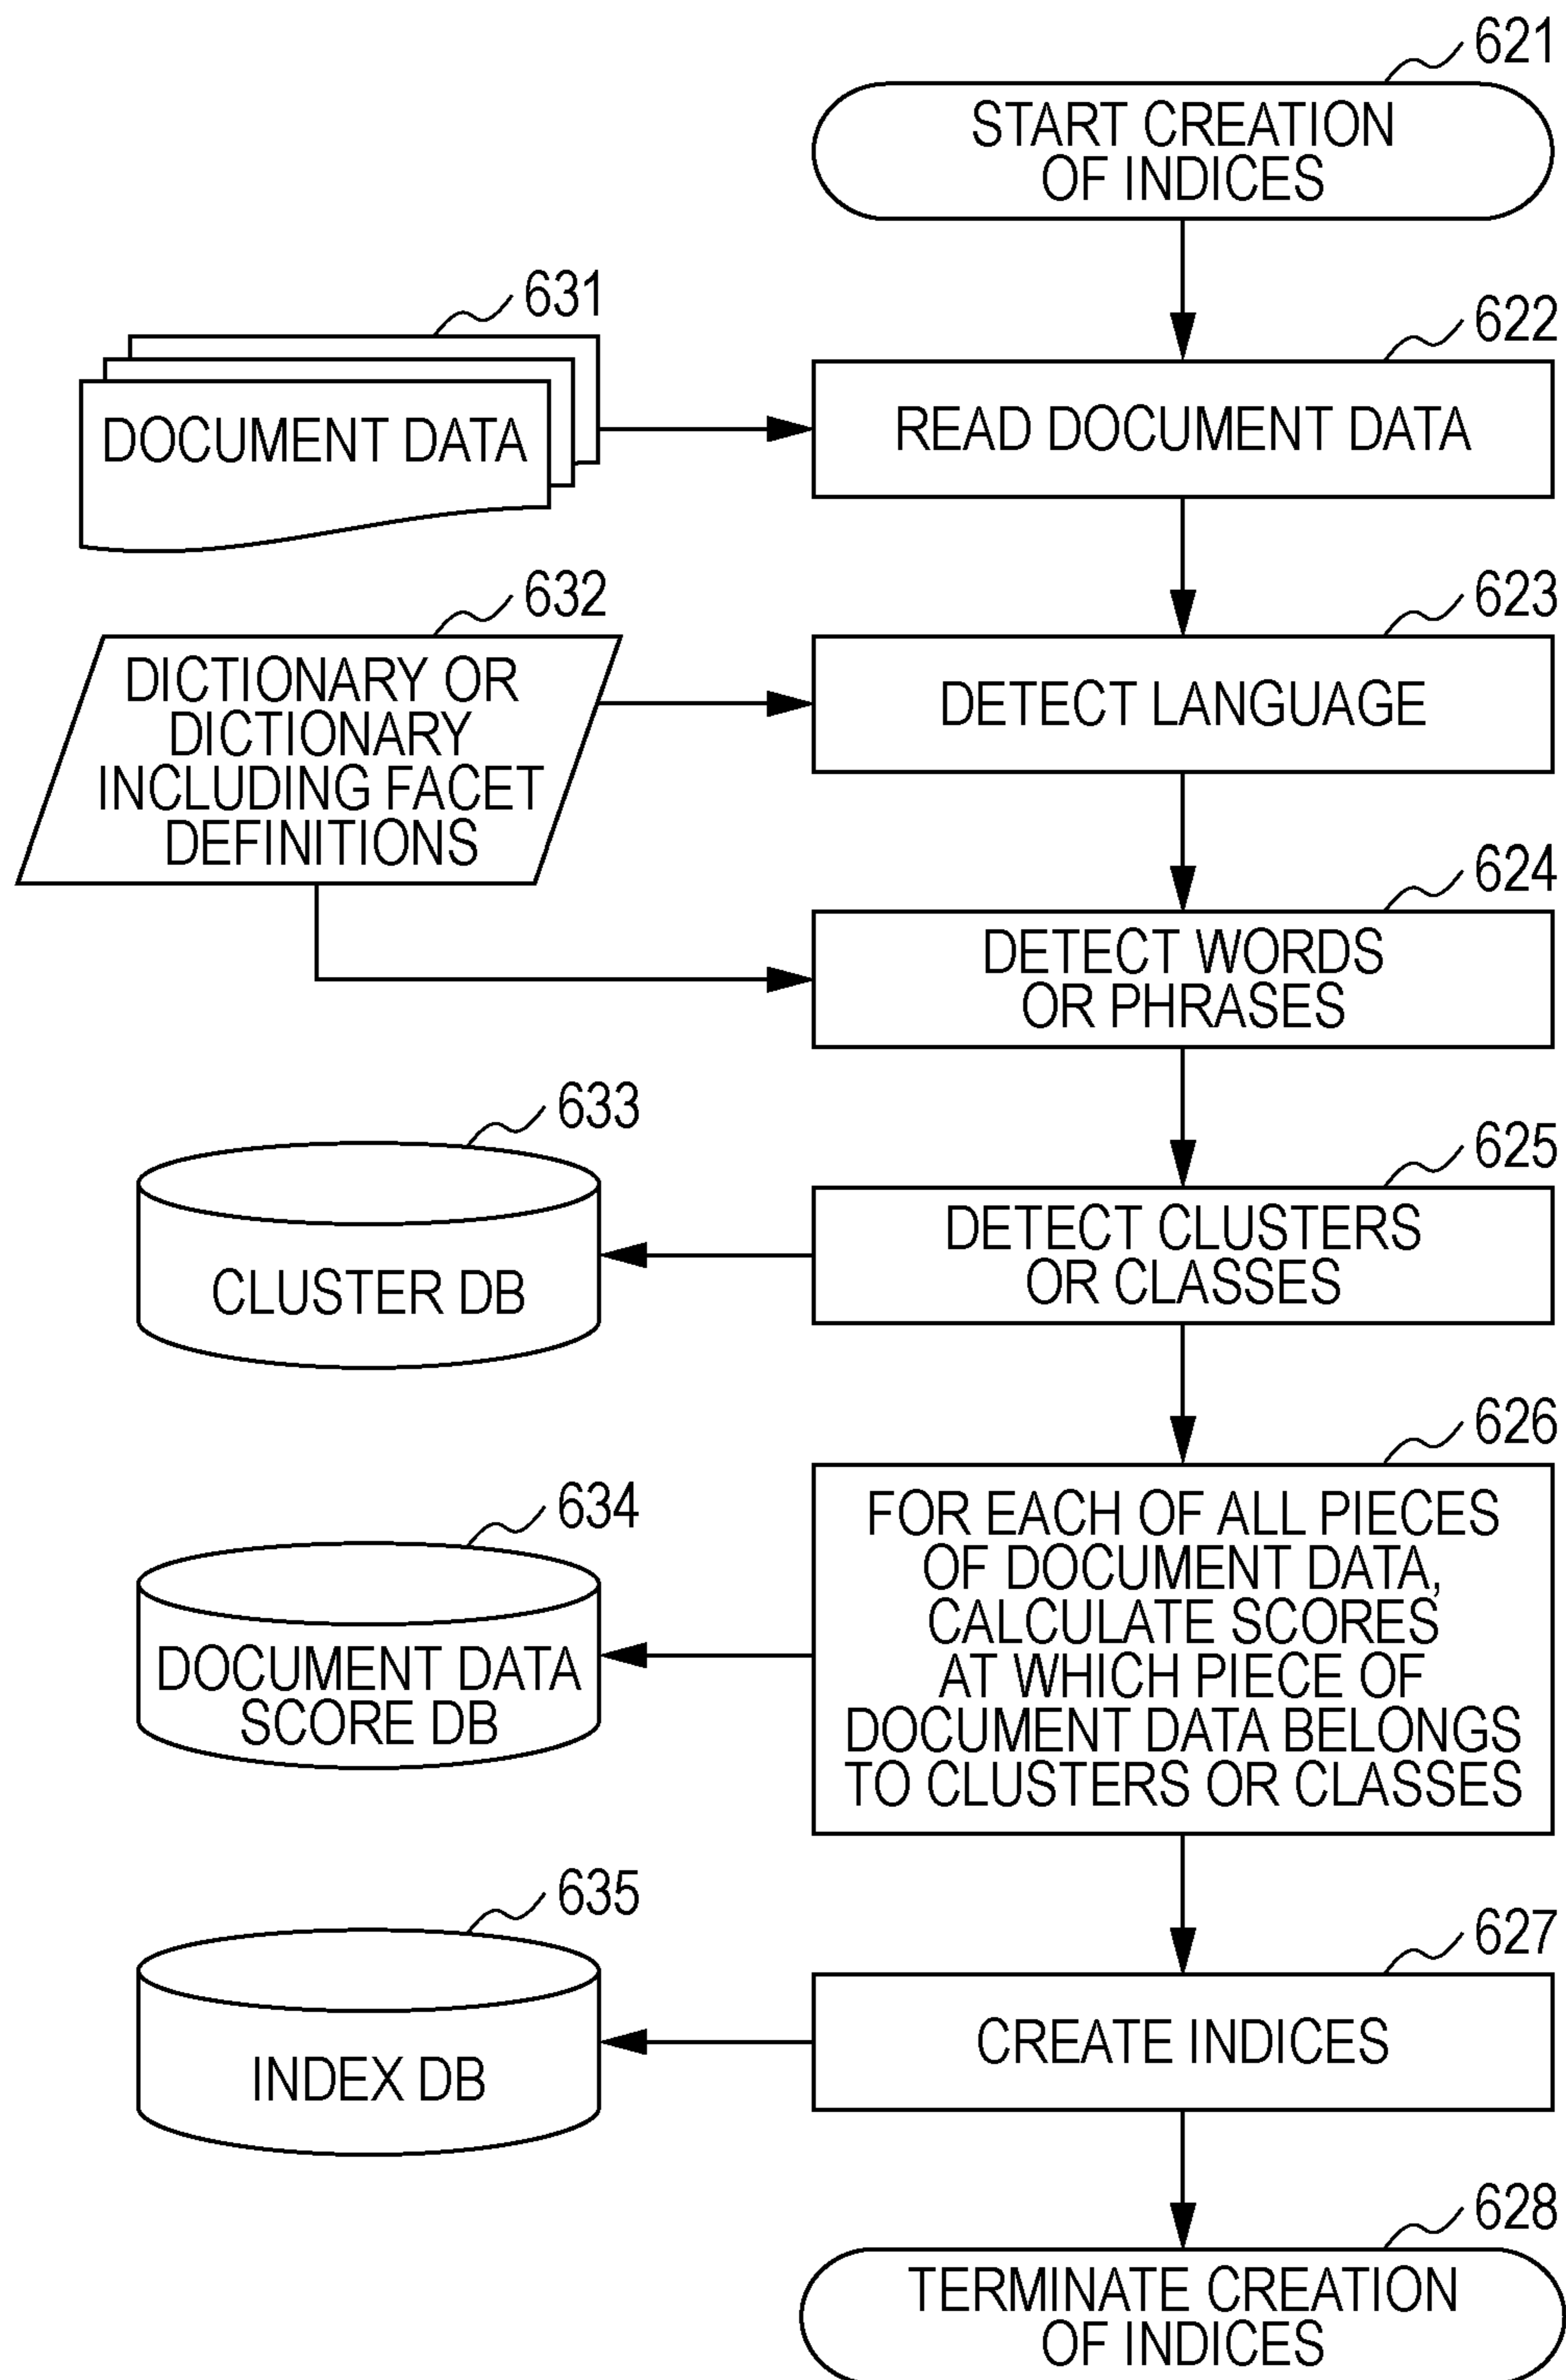 621
START CREATION
OF INDICES
631
622
DOCUMENT DATA
READ DOCUMENT DATA
632
623
DICTIONARY OR
DICTIONARY
INCLUDING FACET
DEFINITIONS
DETECT LANGUAGE
624
DETECT WORDS
OR PHRASES
633
625
CLUSTER DB
DETECT CLUSTERS
OR CLASSES
634
626
DOCUMENT DATA
SCORE DB
FOR EACH OF ALL PIECES
OF DOCUMENT DATA,
CALCULATE SCORES
AT WHICH PIECE OF
DOCUMENT DATA BELONGS
TO CLUSTERS OR CLASSES
635
627
INDEX DB
CREATE INDICES
628
TERMINATE CREATION
OF INDICES